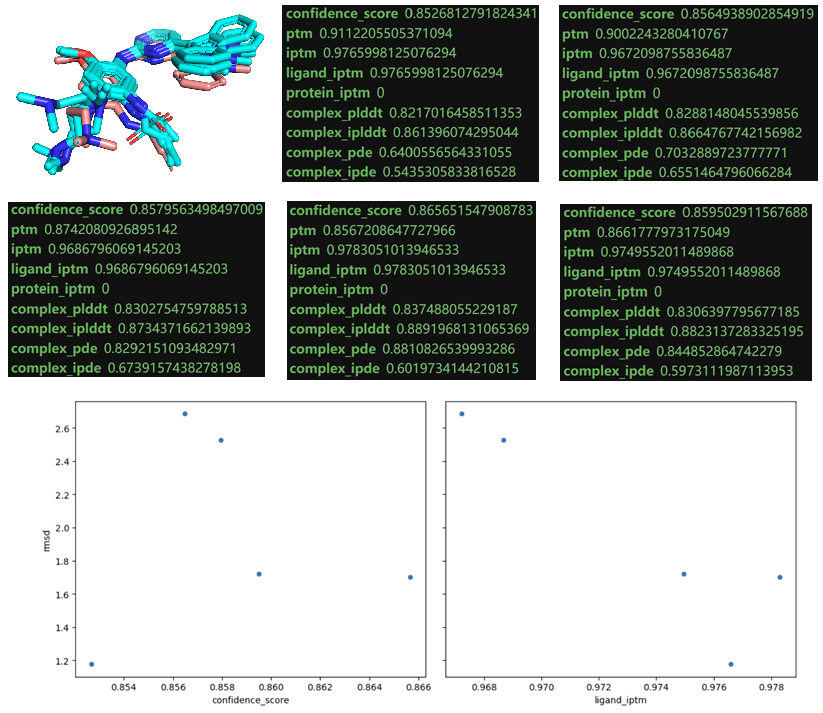 confidence_score 0.8526812791824341
ptm 0.9112205505371094
iptm 0.9765998125076294
ligand_iptm 0.9765998125076294
protein_iptm 0
complex_plddt 0.8217016458511353
complex_iplddt 0.861396074295044
complex_pde 0.6400556564331055
complex_ipde 0.5435305833816528
confidence_score 0.8564938902854919
ptm 0.9002243280410767
iptm 0.9672098755836487
ligand_iptm 0.9672098755836487
protein_iptm 0
complex_plddt 0.8288148045539856
complex_iplddt 0.8664767742156982
complex_pde 0.7032889723777771
complex_ipde 0.6551464796066284
confidence_score 0.8579563498497009
ptm 0.8742080926895142
iptm 0.9686796069145203
ligand_iptm 0.9686796069145203
protein_iptm 0
complex_plddt 0.8302754759788513
complex_iplddt 0.8734371662139893
complex_pde 0.8292151093482971
complex_ipde 0.6739157438278198
confidence_score 0.865651547908783
ptm 0.8567208647727966
iptm 0.9783051013946533
ligand_iptm 0.9783051013946533
protein_iptm 0
complex_plddt 0.837488055229187
complex_iplddt 0.8891968131065369
complex_pde 0.8810826539993286
complex_ipde 0.6019734144210815
confidence_score 0.859502911567688
ptm 0.8661777973175049
iptm 0.9749552011489868
ligand_iptm 0.9749552011489868
protein_iptm 0
complex_plddt 0.8306397795677185
complex_iplddt 0.8823137283325195
complex_pde 0.844852864742279
complex_ipde 0.5973111987113953
rmsd
2.6
2.4
2.2
2.0
1.8
1.6
1.4
1.2
0.854 0.856 0.858 0.860 0.862 0.864 0.866
confidence_score
0.968 0.970 0.972 0.974 0.976 0.978
ligand_iptm